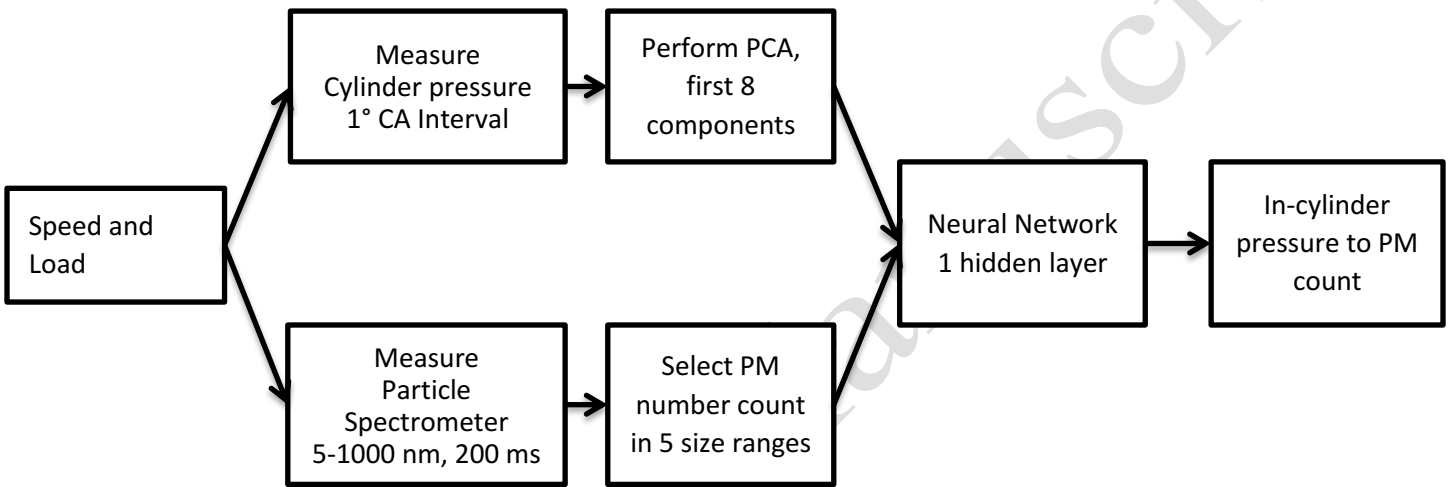 Speed and
Load
Measure
Cylinder pressure
1° CA Interval
Perform PCA,
first 8
components
Measure
Particle
Spectrometer
5-1000 nm, 200 ms
Select PM
number count
in 5 size ranges
Neural Network
1 hidden layer
In-cylinder
pressure to PM
count